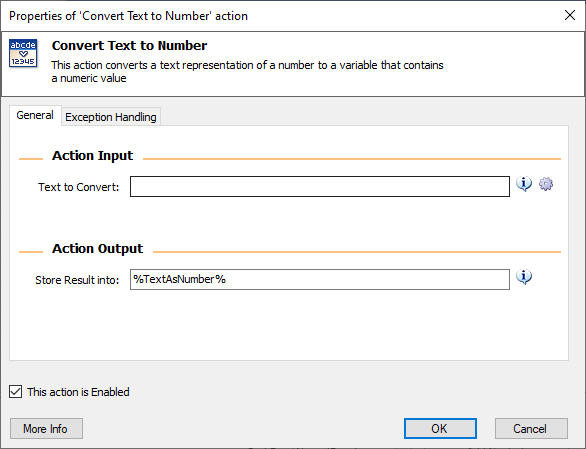 Properties of 'Convert Text to Number' action
abcde
12345
Convert Text to Number
This action converts a text representation of a number to a variable that contains
a numeric value
General
Exception Handling
Action Input
Text to Convert:
Action Output
Store Result into:
%TextAsNumber%
This action is Enabled
More Info
OK
Cancel